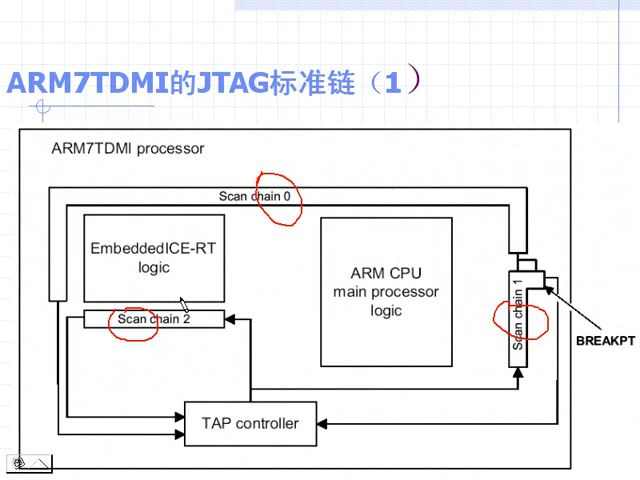 ARM7TDMI的JTAG标准链（1）
ARM7TDMI processor
Scan chain 0
EmbeddedICE-RT
logic
ARM CPU
main processor
logic
Scan chain 1
Scan chain 2
BREAKPT
TAP controller